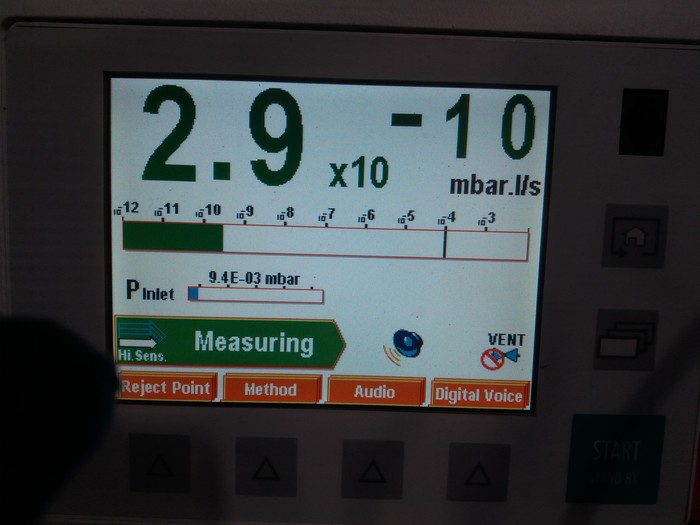 2.9 x10 -10
mbar.l/s
10-12 10-11 10-10 10-9 10-8 10-7 10-6 10-5 10-4 10-3
9.4E-03 mbar
P Inlet
Measuring
Hi. Sens.
VENT
Reject Point Method Audio Digital Voice
START